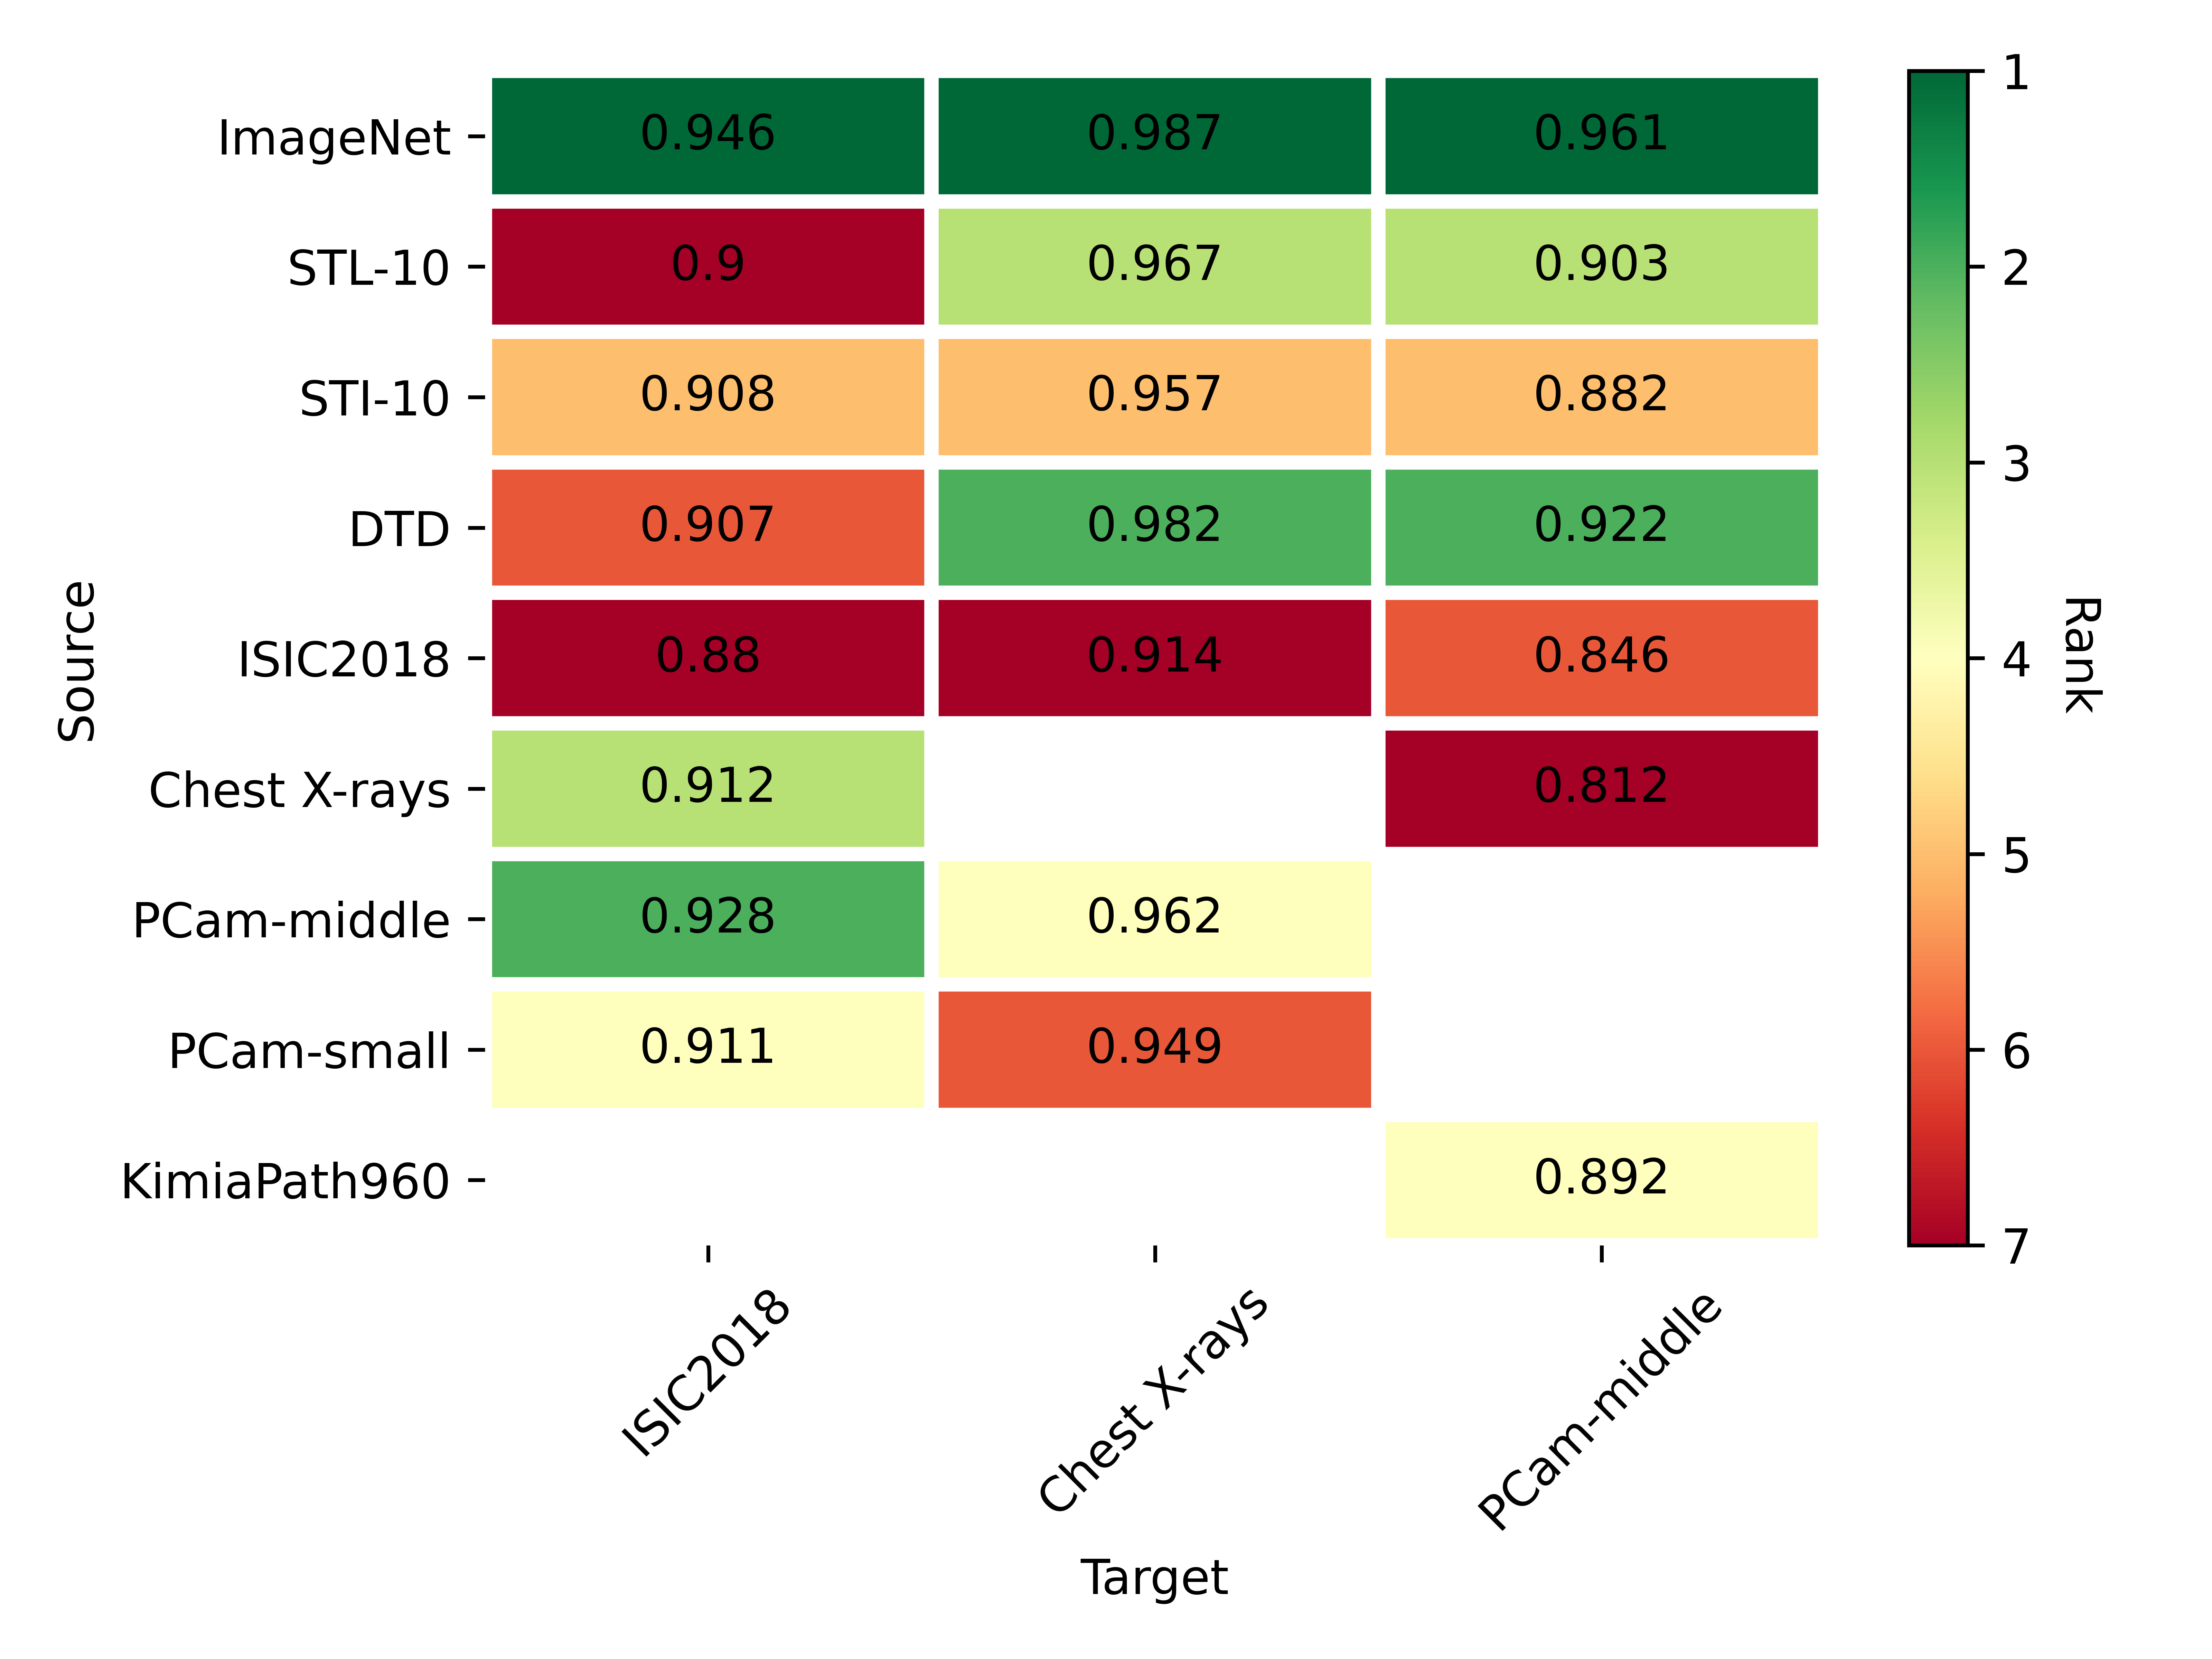 ImageNet 0.946 0.987 0.961
STL-10 0.9 0.967 0.903
STI-10 0.908 0.957 0.882
DTD 0.907 0.982 0.922
ISIC2018 0.88 0.914 0.846
Chest X-rays 0.912 0.812
PCam-middle 0.928 0.962
PCam-small 0.911 0.949
KimiaPath960 0.892
Source
ISIC2018
Chest X-rays
PCam-middle
Target
1
2
3
4
5
6
7
Rank